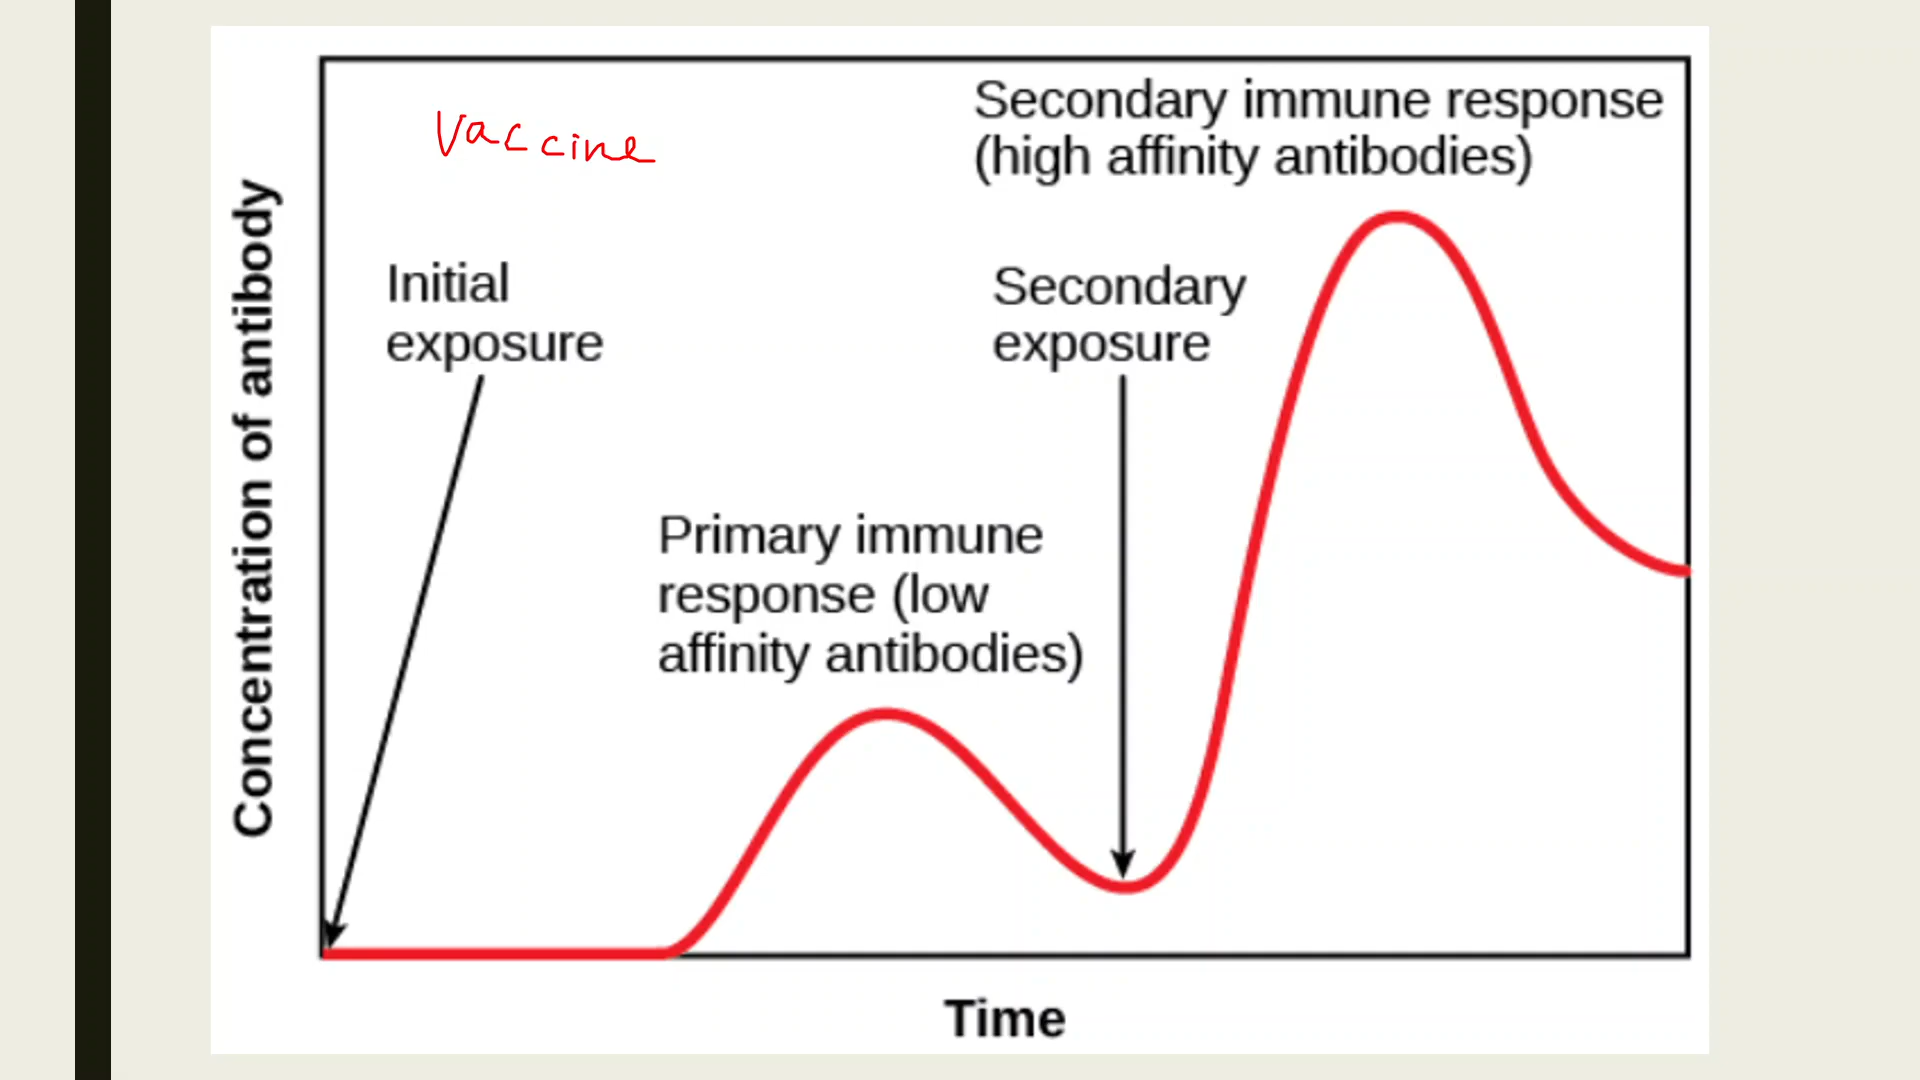 Vaccine
Secondary immune response
(high affinity antibodies)
Initial
exposure
Secondary
exposure
Primary immune
response (low
affinity antibodies)
Concentration of antibody
Time